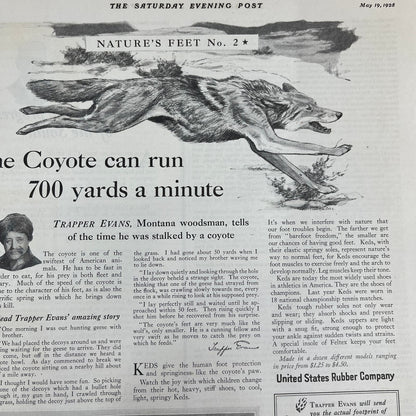 THE SATURDAY EVENING POST
May 19, 1928
NATURE'S FEET No. 2 ★
he Coyote can run
700 yards a minute
TRAPPER EVANS, Montana woodsman, tells
of the time he was stalked by a coyote
The coyote is one of the
swiftest of American ani-
mals. He has to be fast in
order to eat, for his prey is both fleet and
ary. Much of the speed of the coyote is
e to the character of his feet, as is also the
rrific spring with which he brings down
s prey.
ead Trapper Evans' amazing story
"One morning I was out hunting geese with
y brother.
We had placed the decoys around us and were
iting for the geese to arrive. They did
come, but off in the distance we heard a
yote howl. As day commenced to break we
ced the coyote sitting on a nearby hill about
a mile away.
I thought I would have some fun. So picking
one of the decoys which had a bullet hole
ugh it, my gun in hand, I crawled through
grass, holding the decoy just above the top of
the grass. I had gone about 30 yards when I
looked back and noticed my brother waving me
to lie down.
"I lay down quietly and looking through the hole
in the decoy beheld a strange sight. The coyote,
thinking that one of the geese had strayed from
the flock, was crawling slowly towards me, every
once in a while rising to look at his supposed prey.
"I lay perfectly still and waited until he ap-
proached within 50 feet. Then rising quickly I
shot him before he recovered from his surprise.
"The coyote's feet are very much like the
wolf's, only smaller. He is a cunning fellow and
very swift as he moves to catch the prey on
which he feeds."
Trapper Evans
KEDS give the human foot protection
and springiness like the coyote's paw.
Watch the joy with which children change
from their hot, heavy, stuff shoes, to cool,
light, springy Keds.
It's when we interfere with nature that
our foot troubles begin. The farther we get
from "barefoot freedom," the smaller are
our chances of having good feet. Keds, with
their elastic spring soles, represent nature's
way to normal feet, for Keds encourage the
foot muscles to exercise freely and the arch to
develop normally. Leg muscles keep their tone.
Keds are today the most widely used shoes
in athletics in America. They are the shoes of
champions. Last year Keds were worn in
18 national championship tennis matches.
Keds tough rubber soles not only wear
and wear; they absorb shocks and prevent
slipping or skidding. Keds uppers are light
with a snug fit, strong enough to protect
your ankle against sudden twists and strains.
A special insole of Feltex keeps your feet
comfortable.
Made in a dozen different models ranging
in price from $1.25 to $4.50.
United States Rubber Company
TRAPPER EVANS will send
you the actual footprint of